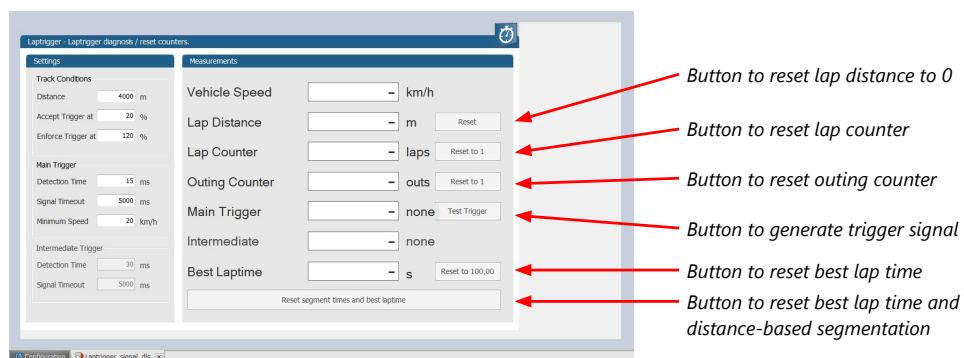 Laptrigger - Laptrigger diagnosis / reset counters.
Settings
Measurements
Track Conditions
Distance 4000 m
Accept Trigger at 20 %
Enforce Trigger at 120 %
Main Trigger
Detection Time 15 ms
Signal Timeout 5000 ms
Minimum Speed 20 km/h
Intermediate Trigger
Detection Time 30 ms
Signal Timeout 5000 ms
Vehicle Speed – km/h
Lap Distance – m Reset
Lap Counter – laps Reset to 1
Outing Counter – outs Reset to 1
Main Trigger – none Test Trigger
Intermediate – none
Best Laptime – s Reset to 100,00
Reset segment times and best laptime
Button to reset lap distance to 0
Button to reset lap counter
Button to reset outing counter
Button to generate trigger signal
Button to reset best lap time
Button to reset best lap time and
distance-based segmentation
Configuration Laptrigger_signal_dls